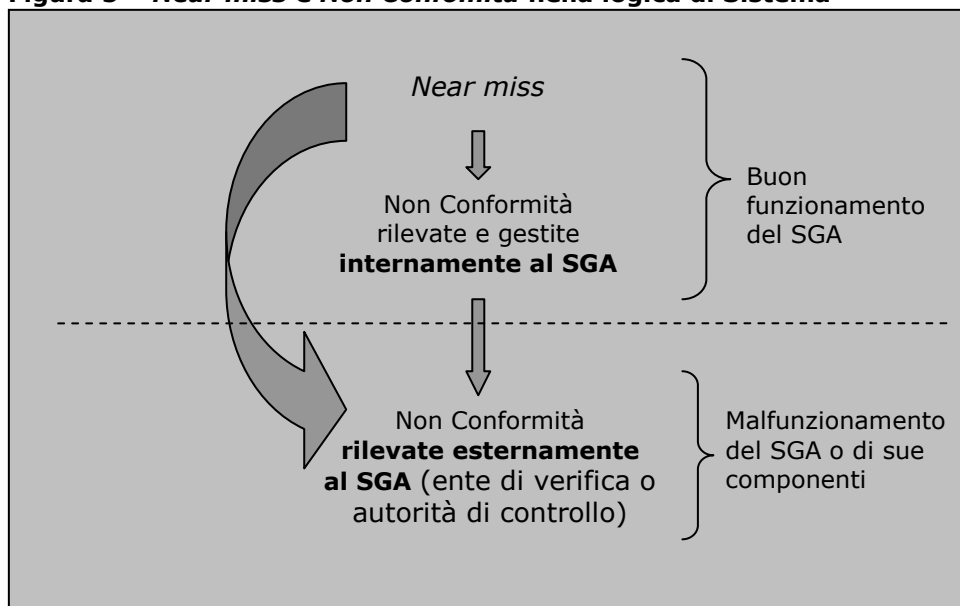 Near miss
Non Conformità
rilevate e gestite
internamente al SGA
Buon
funzionamento
del SGA
Non Conformità
rilevate esternamente
al SGA (ente di verifica o
autorità di controllo)
Malfunzionamento
del SGA o di sue
componenti